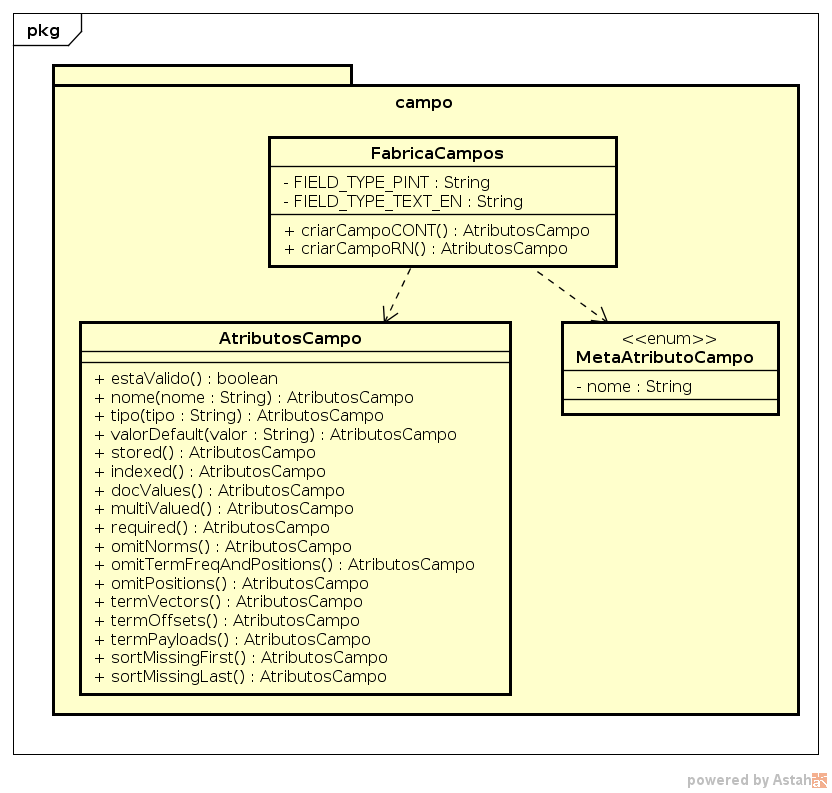 pkg
campo
FabricaCampos
- FIELD_TYPE_PINT : String
- FIELD_TYPE_TEXT_EN : String
+ criarCampoCONT() : AtributosCampo
+ criarCampoRN() : AtributosCampo
AtributosCampo
+ estaValido() : boolean
+ nome(nome : String) : AtributosCampo
+ tipo(tipo : String) : AtributosCampo
+ valorDefault(valor : String) : AtributosCampo
+ stored() : AtributosCampo
+ indexed() : AtributosCampo
+ docValues() : AtributosCampo
+ multiValued() : AtributosCampo
+ required() : AtributosCampo
+ omitNorms() : AtributosCampo
+ omitTermFreqAndPositions() : AtributosCampo
+ omitPositions() : AtributosCampo
+ termVectors() : AtributosCampo
+ termOffsets() : AtributosCampo
+ termPayloads() : AtributosCampo
+ sortMissingFirst() : AtributosCampo
+ sortMissingLast() : AtributosCampo
<<enum>>
MetaAtributoCampo
- nome : String
powered by Astah